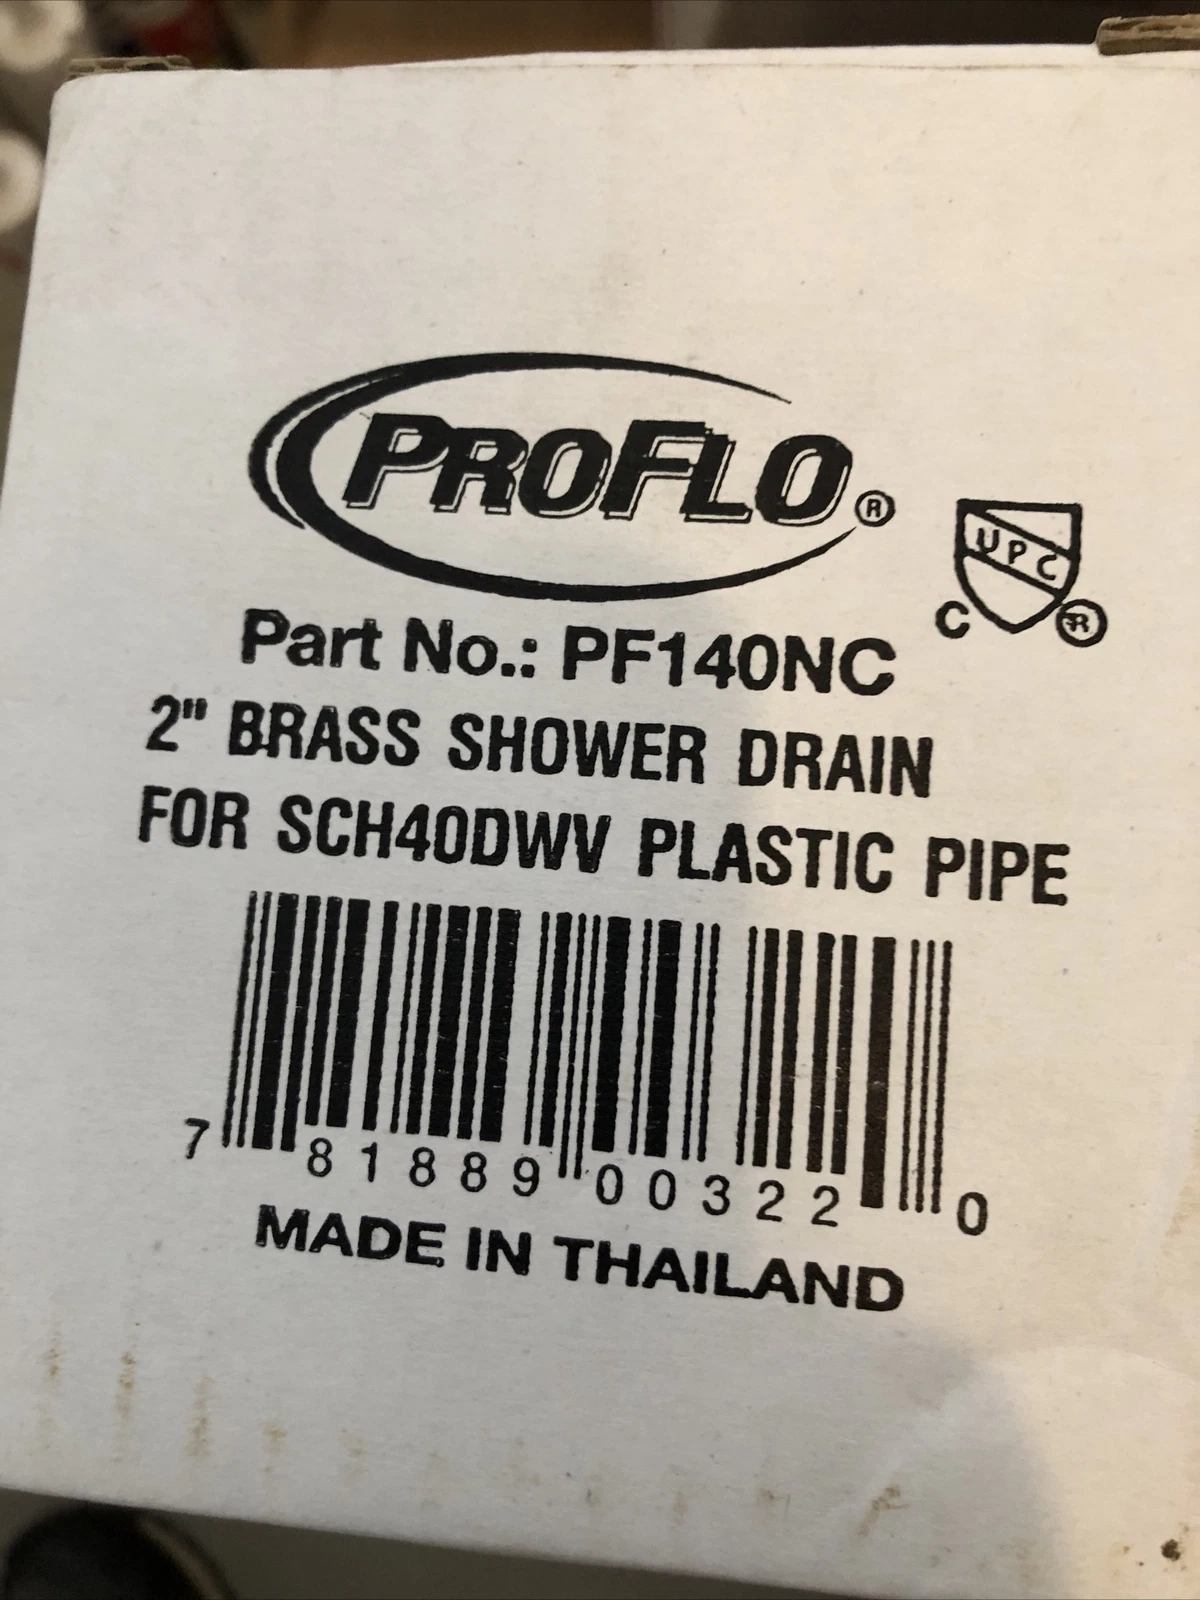 PROFLO®
UPC
C ®
Part No.: PF140NC
2" BRASS SHOWER DRAIN
FOR SCH40DWV PLASTIC PIPE
7 81889 00322 0
MADE IN THAILAND